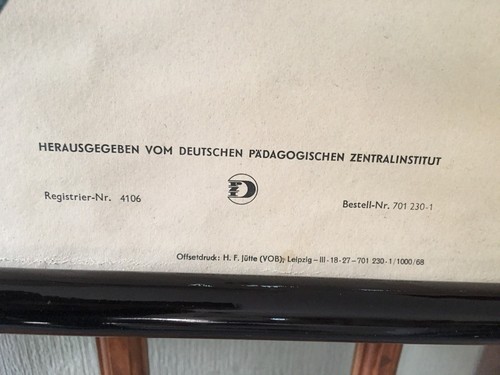 HERAUSGEGEBEN VOM DEUTSCHEN PÄDAGOGISCHEN ZENTRALINSTITUT
Registrier-Nr. 4106
Bestell-Nr. 701 230-1
Offsetdruck: H. F. Jütte (VOB); Leipzig – III - 18 - 27 – 701 230 - 1/1000/68